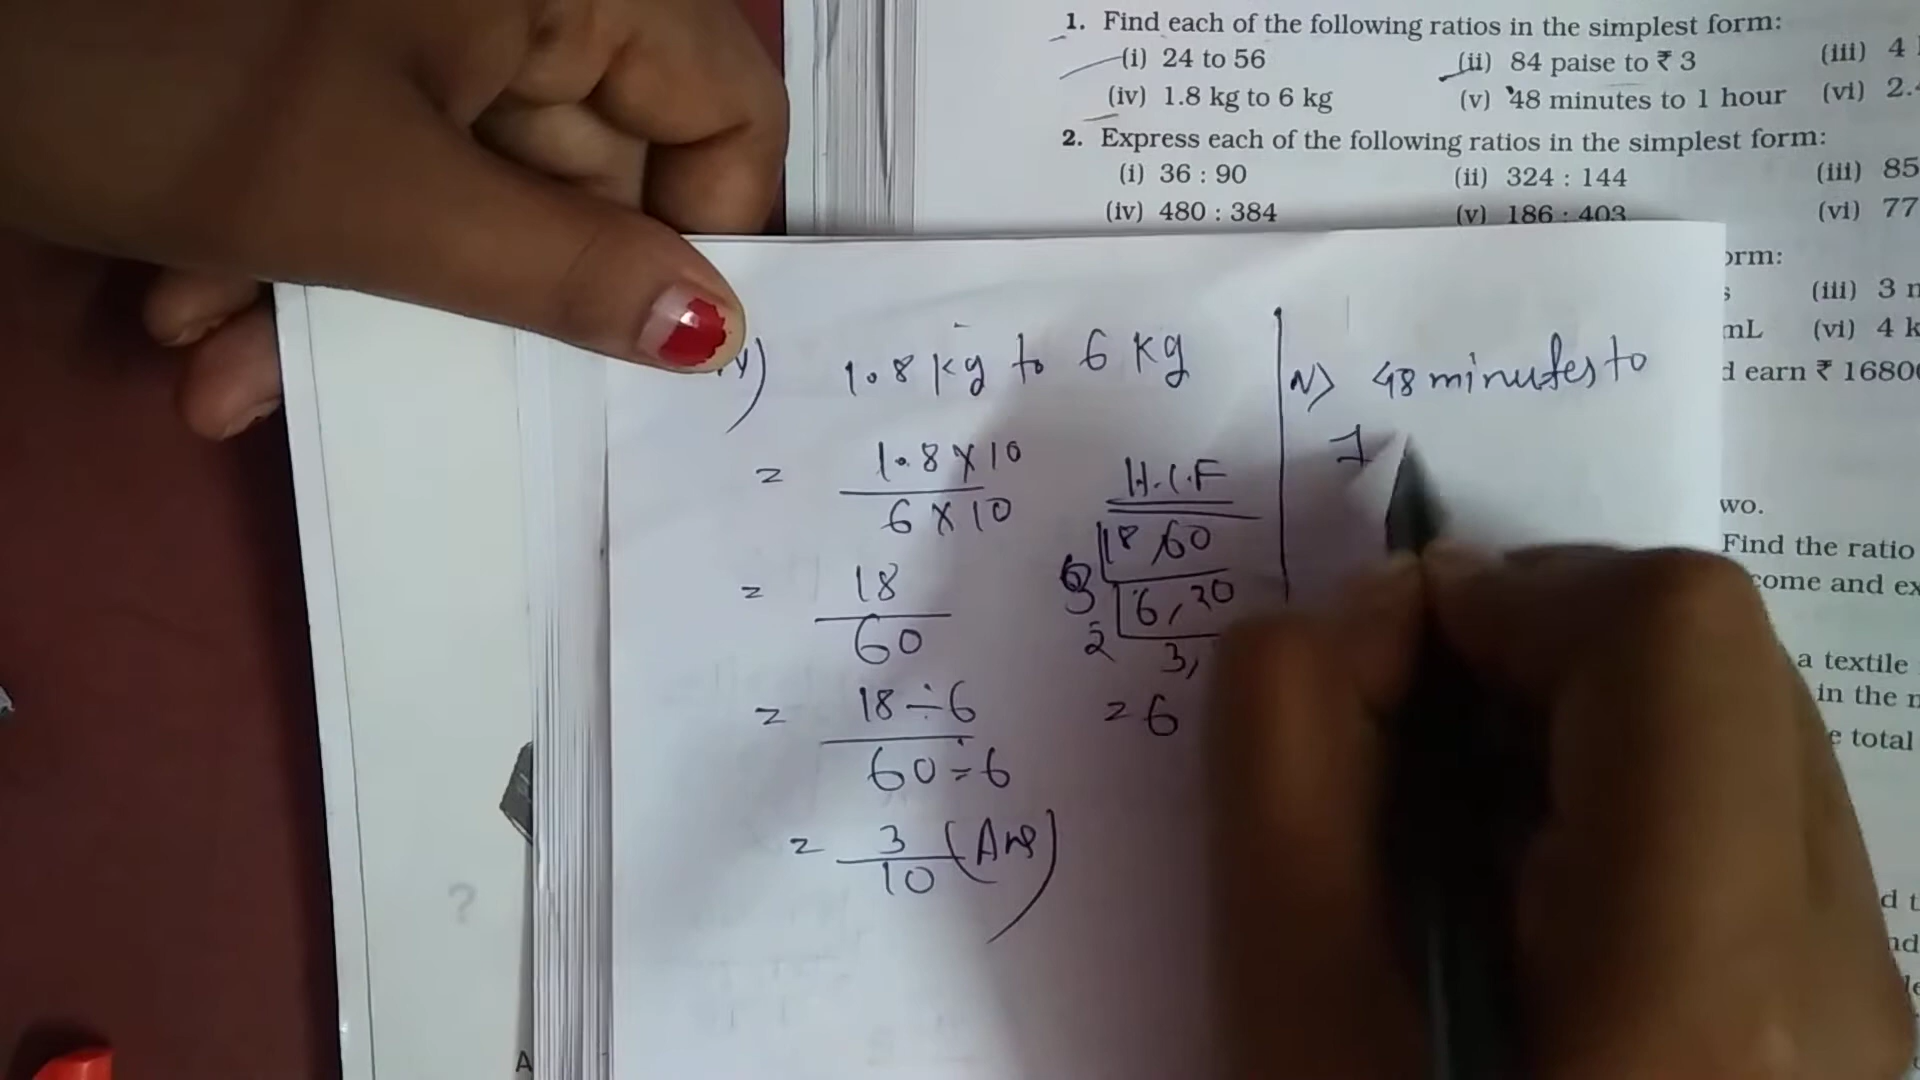 1. Find each of the following ratios in the simplest form:
(i) 24 to 56 (ii) 84 paise to ₹ 3 (iii) 4
(iv) 1.8 kg to 6 kg (v) 48 minutes to 1 hour (vi) 2.
2. Express each of the following ratios in the simplest form:
(i) 36 : 90 (ii) 324 : 144 (iii) 85
(iv) 480 : 384 (v) 186 : 403 (vi) 77
orm:
s (iii) 3 m
mL (vi) 4 k
d earn ₹ 1680
wo.
Find the ratio
come and ex
a textile
in the
e total
d t
nd
v) 1.8 kg to 6 kg
= 1.8 × 10
6 × 10
= 18
60
= 18 ÷ 6
60 ÷ 6
= 3 (Ans)
10
H.C.F
3 18, 60
2 6, 20
3,
= 6
v) 48 minutes to
1
?
A